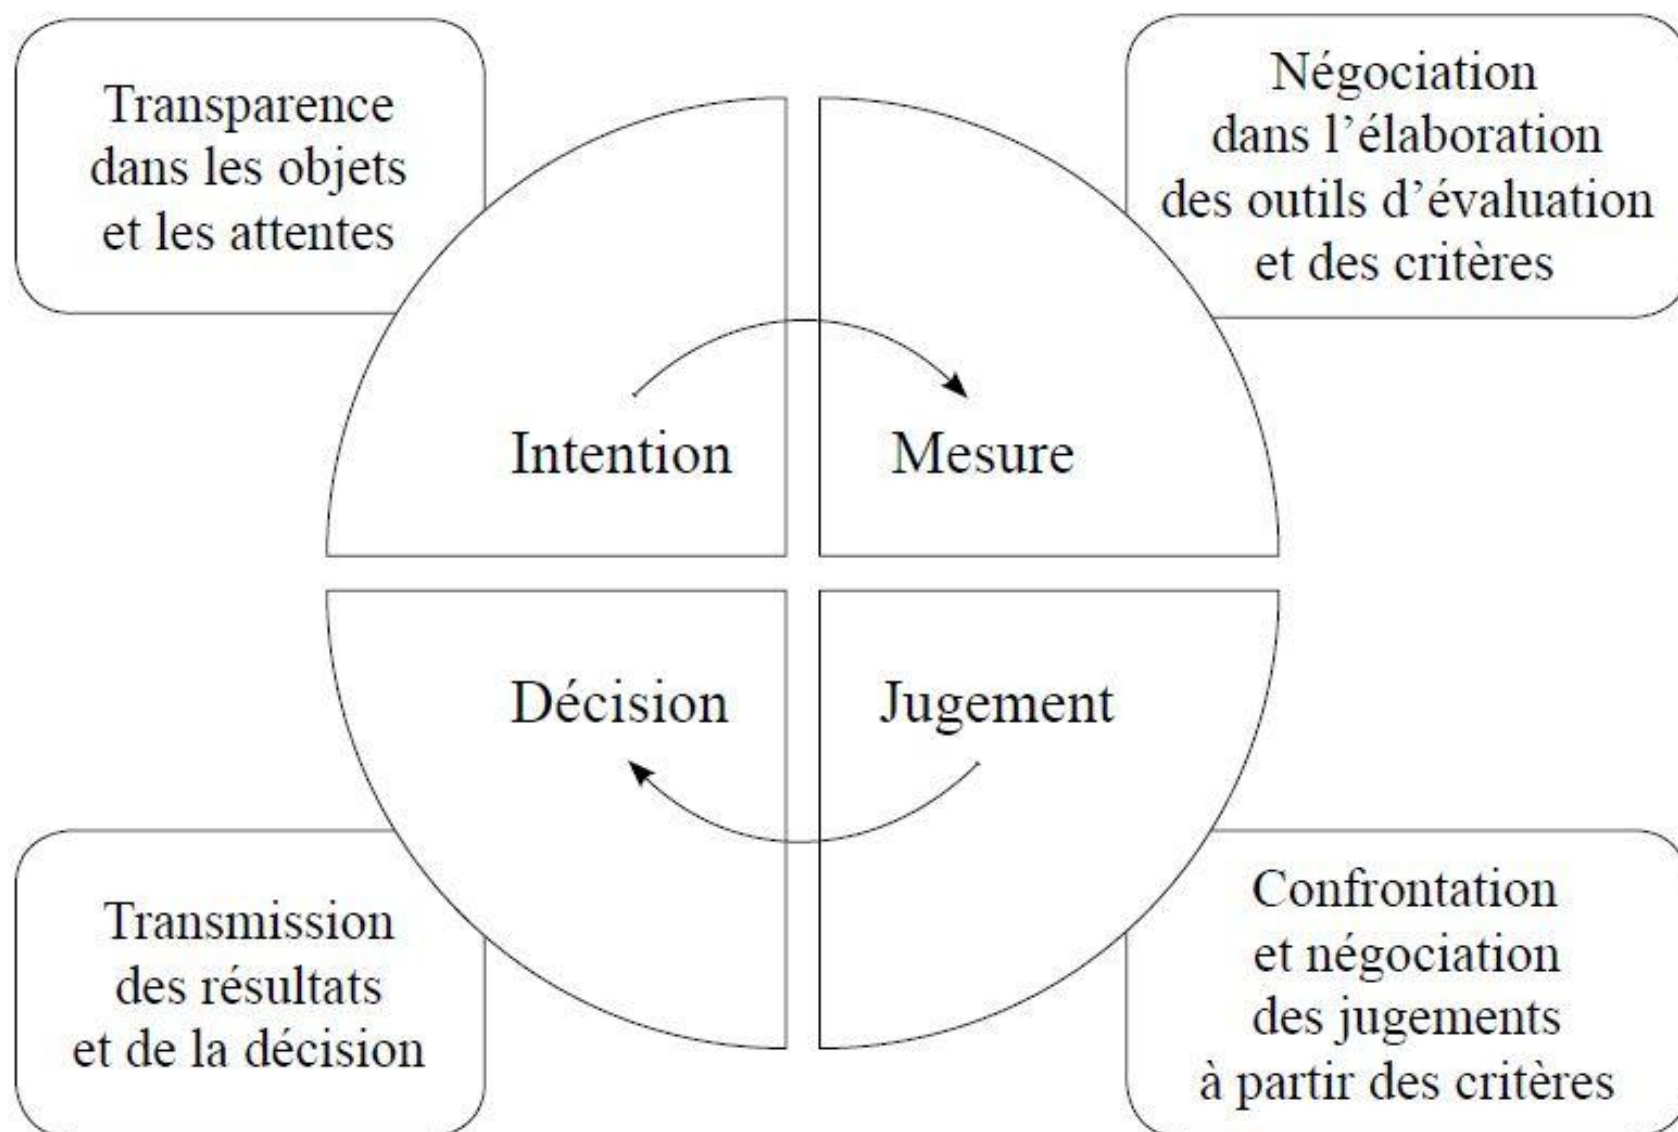 Transparence
dans les objets
et les attentes
Négociation
dans l’élaboration
des outils d’évaluation
et des critères
Intention
Mesure
Décision
Jugement
Transmission
des résultats
et de la décision
Confrontation
et négociation
des jugements
à partir des critères